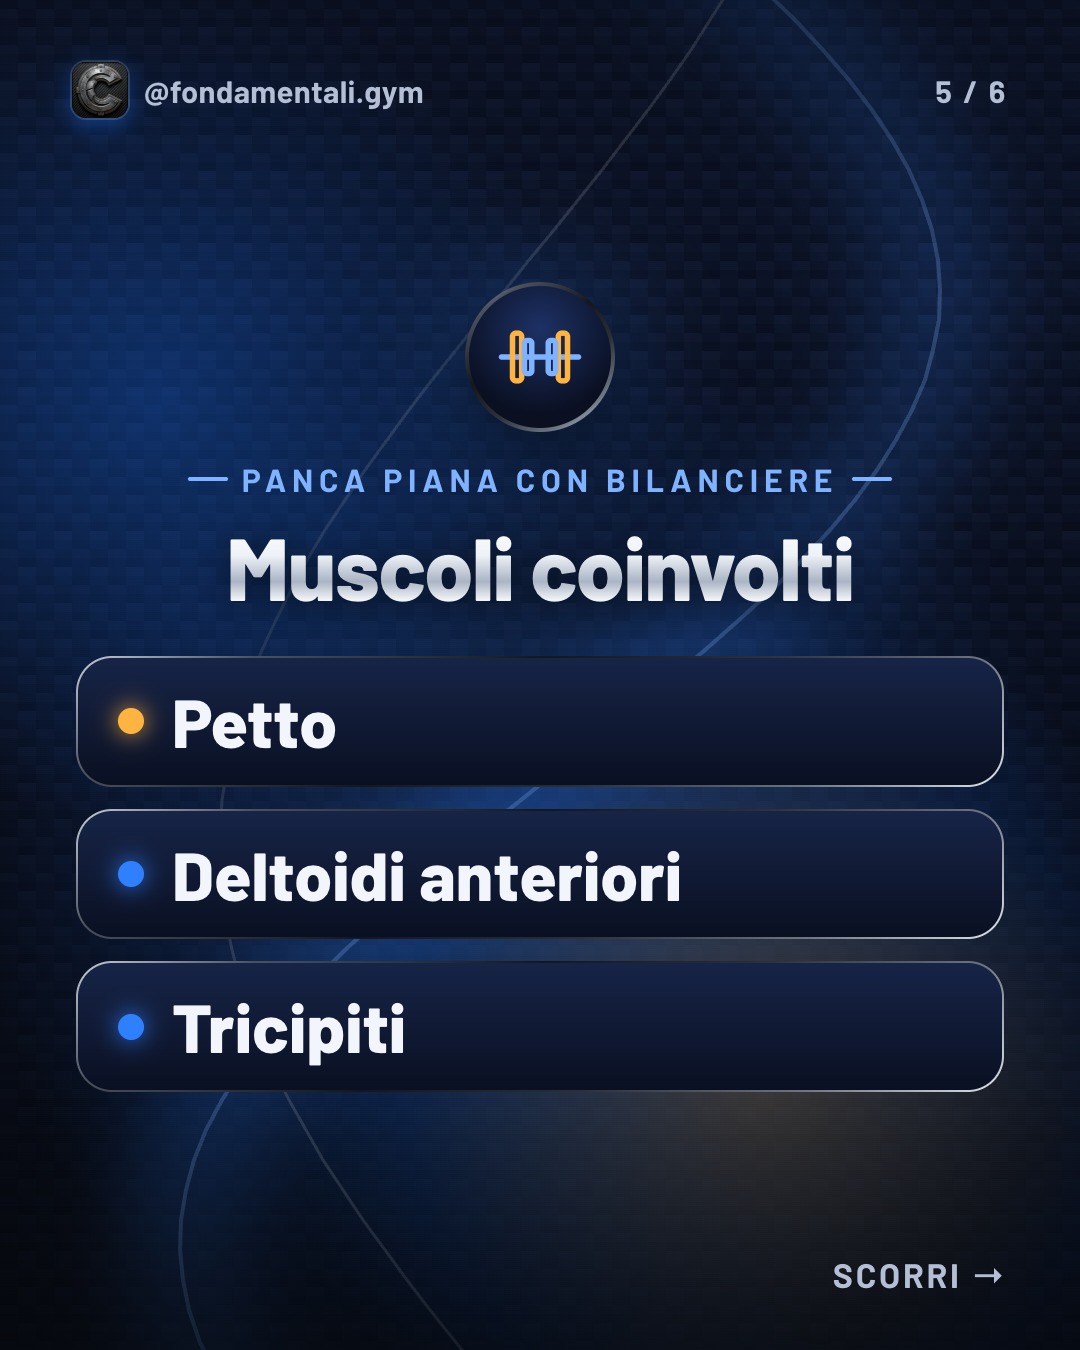 @fondamentali.gym
5 / 6
PANCA PIANA CON BILANCIERE
Muscoli coinvolti
Petto
Deltoidi anteriori
Tricipiti
SCORRI →